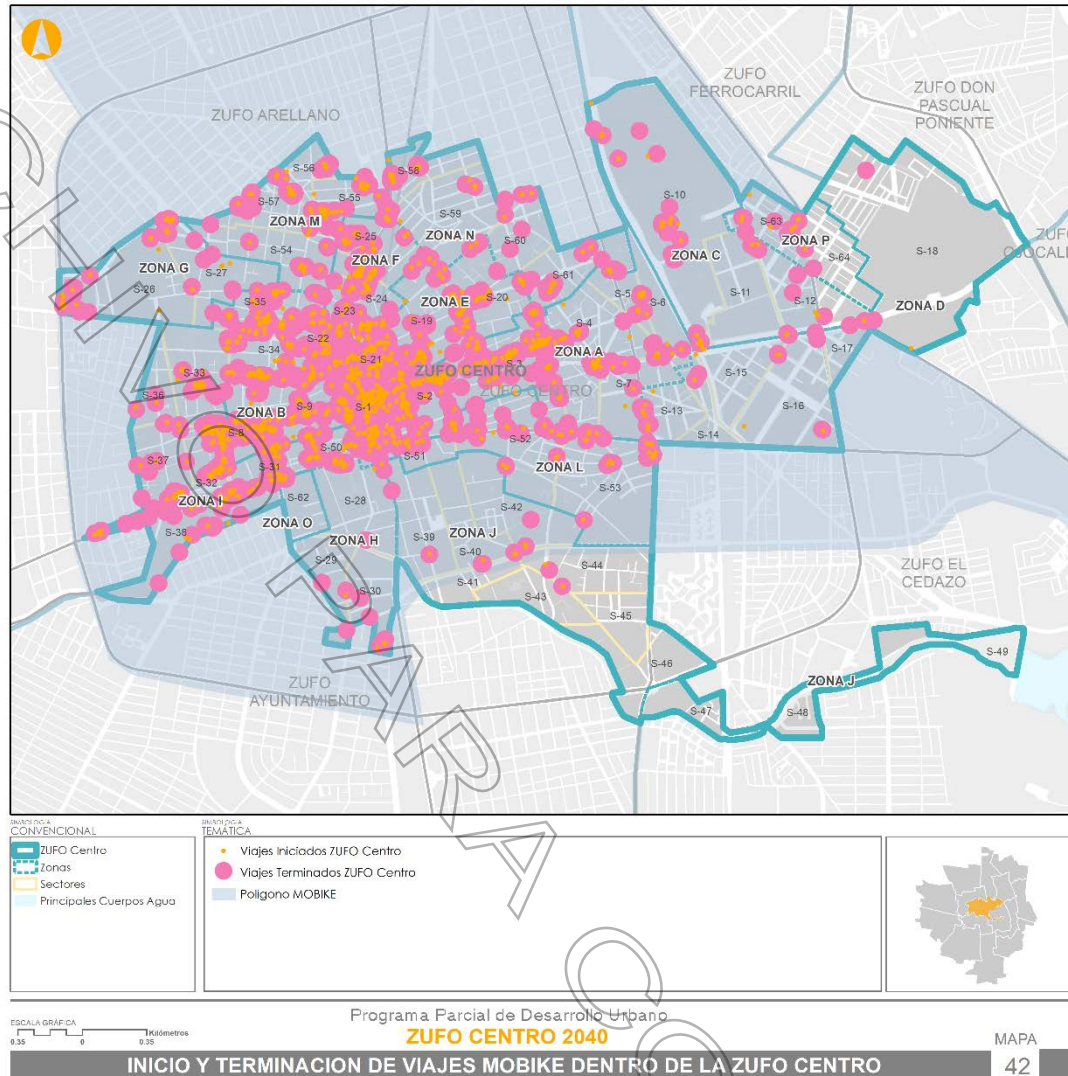 ZUFO ARELLANO
ZUFO
FERROCARRIL
ZUFO DON
PASCUAL
PONIENTE
S-56
S-58
S-57
S-55
S-59
S-10
ZONA M
S-25
ZONA N
S-60
S-63
ZONA P
S-18
S-54
ZONA F
ZONA C
S-64
ZONA G
S-27
S-61
S-26
S-24
ZONA E
S-20
S-5
S-6
S-11
S-12
ZONA D
S-35
S-23
S-19
S-4
S-22
S-17
S-34
S-21
S-3
ZONA A
ZUFO CENTRO
ZUFO CENTRO
S-15
S-33
S-7
S-36
S-9
S-1
S-2
S-13
S-16
ZONA B
S-8
S-14
S-52
S-50
S-51
S-37
S-31
ZONA L
S-32
S-53
ZONA I
S-62
S-28
S-42
ZONA O
S-38
ZONA H
S-39
ZONA J
S-40
S-29
S-44
S-41
ZUFO EL
CEDAZO
S-30
S-43
S-45
S-46
S-49
ZUFO
AYUNTAMIENTO
ZONA J
S-47
S-48
SIMBOLOGÍA
CONVENCIONAL
ZUFO Centro
Zonas
Sectores
Principales Cuerpos Agua
SIMBOLOGÍA
TEMÁTICA
Viajes Iniciados ZUFO Centro
Viajes Terminados ZUFO Centro
Poligono MOBIKE
ESCALA GRÁFICA
Kilómetros
0.35 0 0.35
Programa Parcial de Desarrollo Urbano
ZUFO CENTRO 2040
MAPA
INICIO Y TERMINACION DE VIAJES MOBIKE DENTRO DE LA ZUFO CENTRO
42